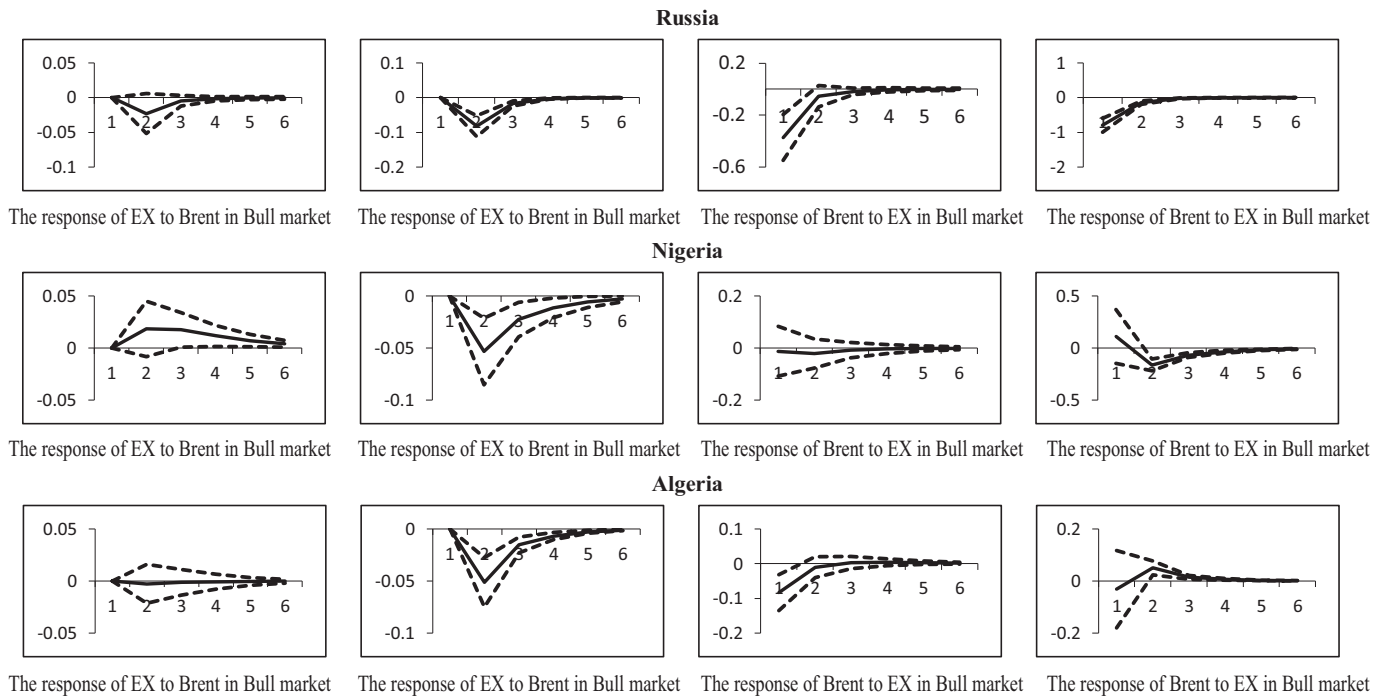 Russia
0.05
0
-0.05
-0.1
1 2 3 4 5 6
0.1
0
-0.1
-0.2
1 2 3 4 5 6
0.2
-0.2
-0.6
1 2 3 4 5 6
1
0
-1
-2
1 2 3 4 5 6
The response of EX to Brent in Bull market
The response of EX to Brent in Bull market
The response of Brent to EX in Bull market
The response of Brent to EX in Bull market
Nigeria
0.05
0
-0.05
1 2 3 4 5 6
0
-0.05
-0.1
1 2 3 4 5 6
0.2
0
-0.2
1 2 3 4 5 6
0.5
0
-0.5
1 2 3 4 5 6
The response of EX to Brent in Bull market
The response of EX to Brent in Bull market
The response of Brent to EX in Bull market
The response of Brent to EX in Bull market
Algeria
0.05
0
-0.05
1 2 3 4 5 6
0
-0.05
-0.1
1 2 3 4 5 6
0.1
0
-0.1
-0.2
1 2 3 4 5 6
0.2
0
-0.2
1 2 3 4 5 6
The response of EX to Brent in Bull market
The response of EX to Brent in Bull market
The response of Brent to EX in Bull market
The response of Brent to EX in Bull market